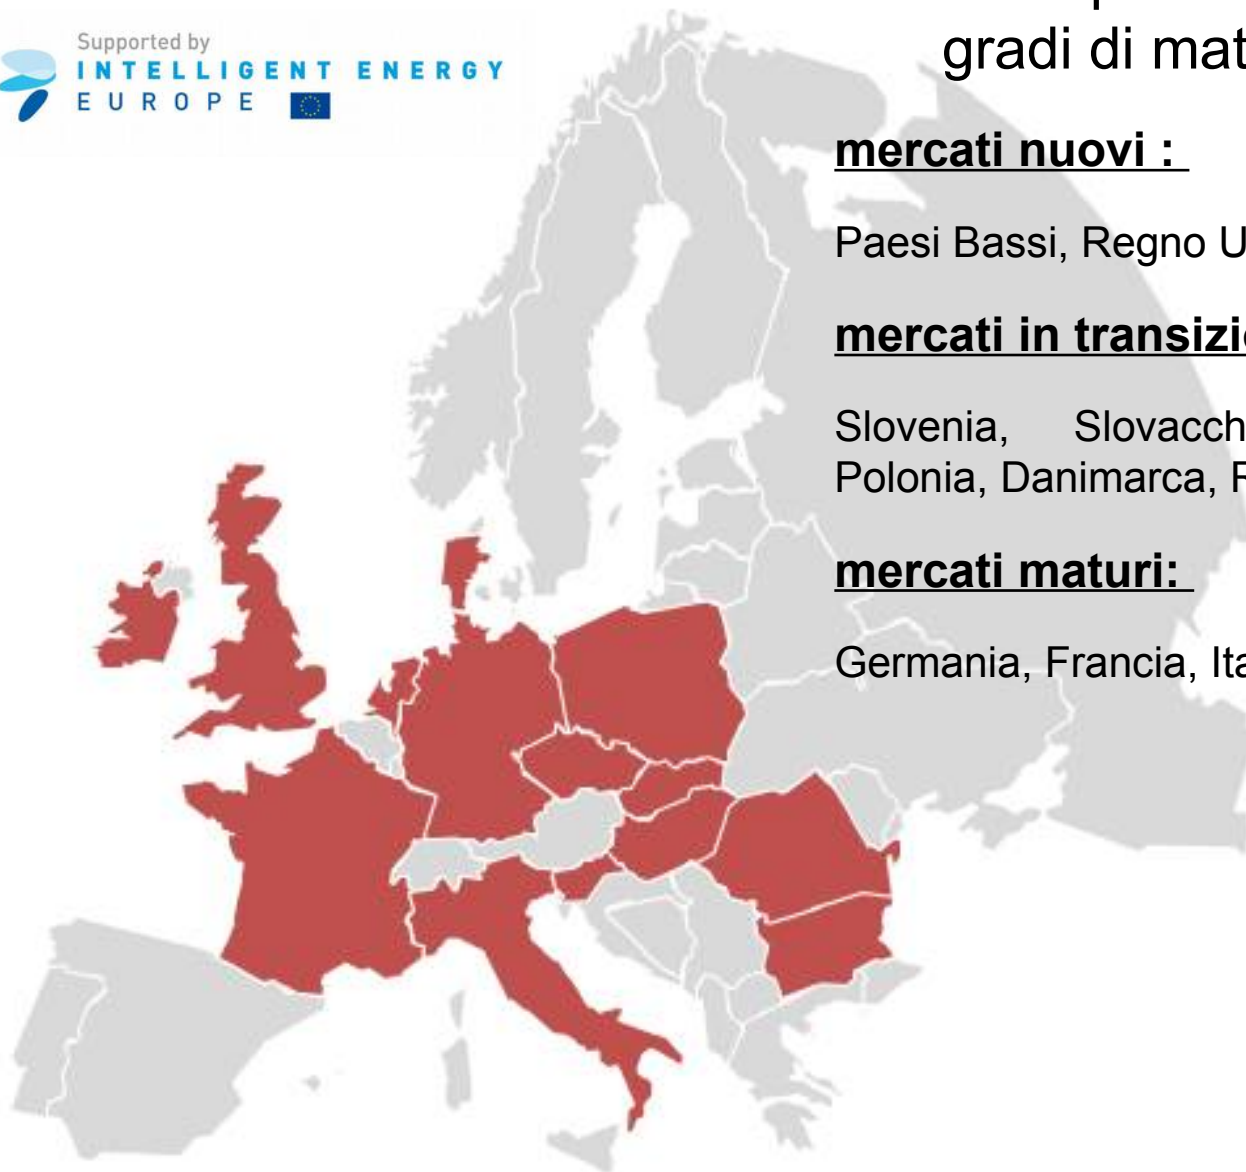 Supported by
INTELLIGENT ENERGY
EUROPE
gradi di mat
mercati nuovi :
Paesi Bassi, Regno U
mercati in transizi
Slovenia, Slovacch
Polonia, Danimarca, R
mercati maturi:
Germania, Francia, Ita